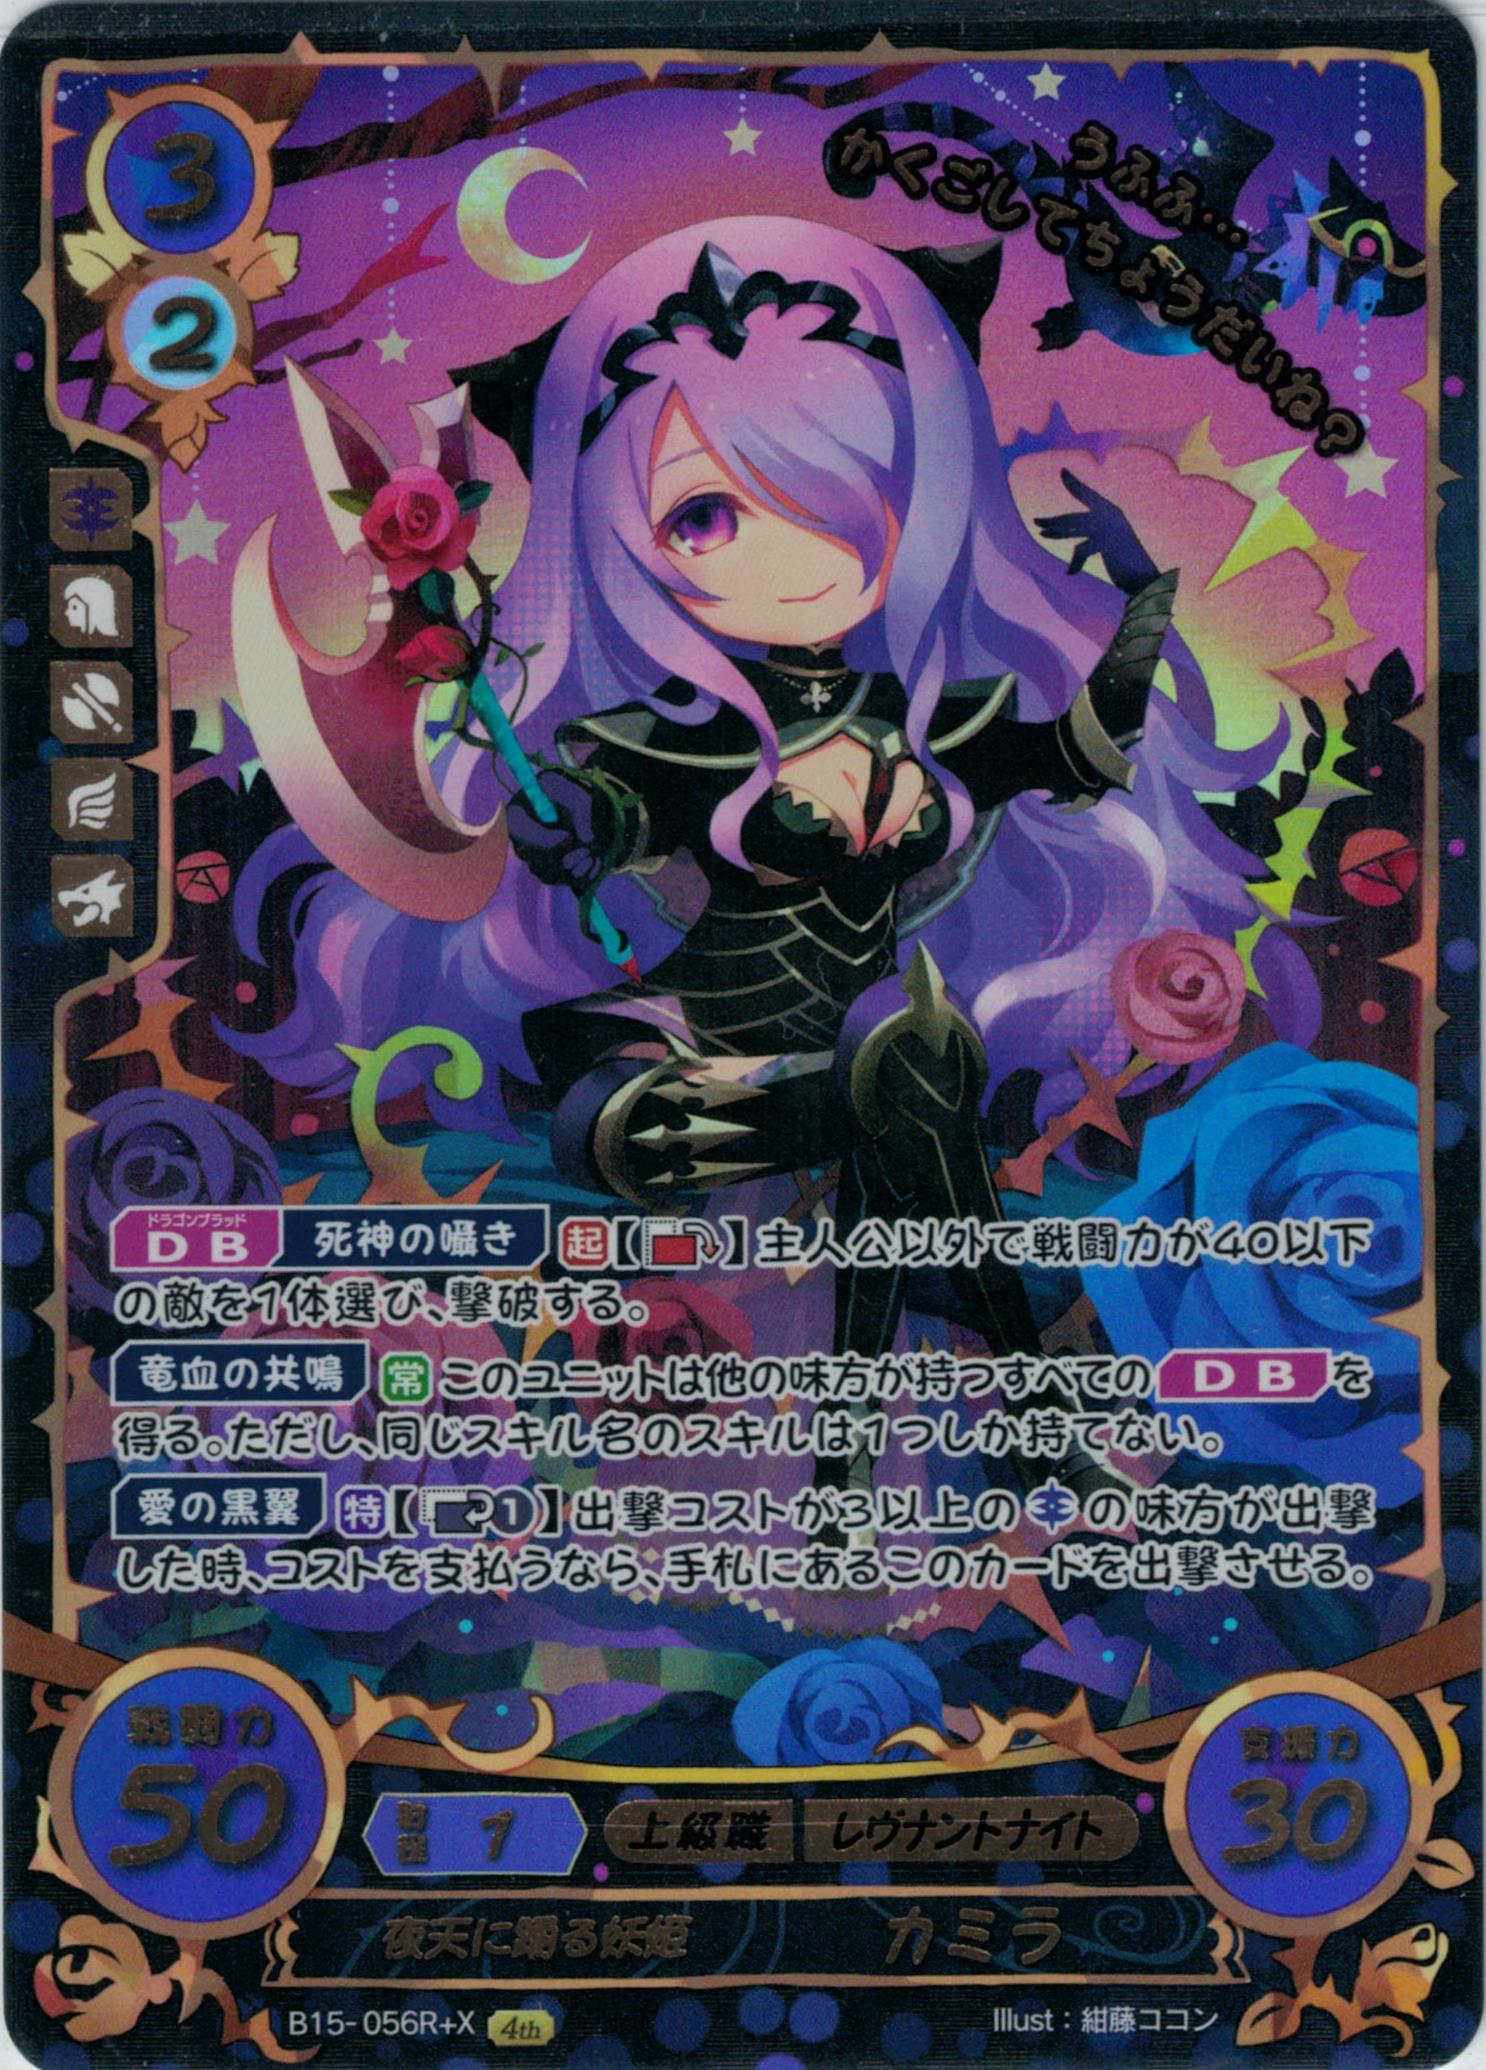 3
2
うふふ…
かくごしてちょうだいね?
ドラゴンブラッド
DB 死神の囁き 起【 】主人公以外で戦闘力が40以下
の敵を1体選び、撃破する。
竜血の共鳴 常 このユニットは他の味方が持つすべての DB を
得る。ただし、同じスキル名のスキルは1つしか持てない。
愛の黒翼 特【 1】出撃コストが3以上の の味方が出撃
した時、コストを支払うなら、手札にあるこのカードを出撃させる。
戦闘力
50
射程 1
上級職 レヴナントナイト
支援力
30
夜天に踊る妖姫 カミラ
B15-056R+X 4th
Illust:紺藤ココン